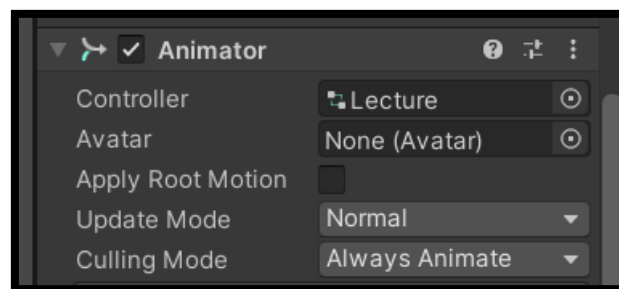 Animator
Controller Lecture
Avatar None (Avatar)
Apply Root Motion
Update Mode Normal
Culling Mode Always Animate